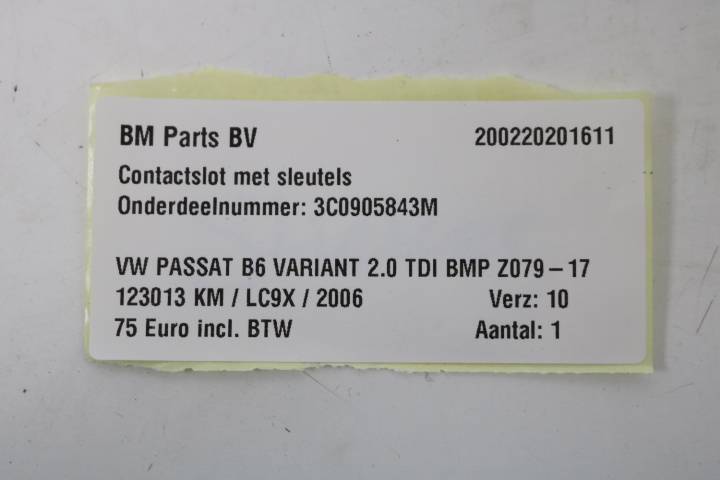 BM Parts BV 200220201611
Contactslot met sleutels
Onderdeelnummer: 3C0905843M
VW PASSAT B6 VARIANT 2.0 TDI BMP Z079-17
123013 KM / LC9X / 2006 Verz: 10
75 Euro incl. BTW Aantal: 1